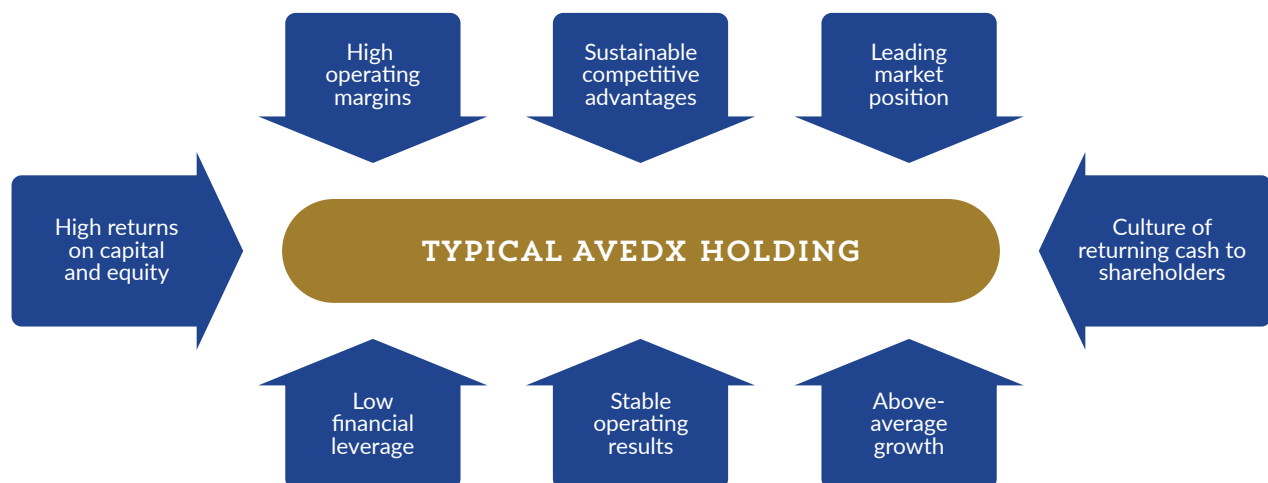 High
operating
margins
Sustainable
competitive
advantages
Leading
market
position
High returns
on capital
and equity
TYPICAL AVEDX HOLDING
Culture of
returning cash to
shareholders
Low
financial
leverage
Stable
operating
results
Above-
average
growth